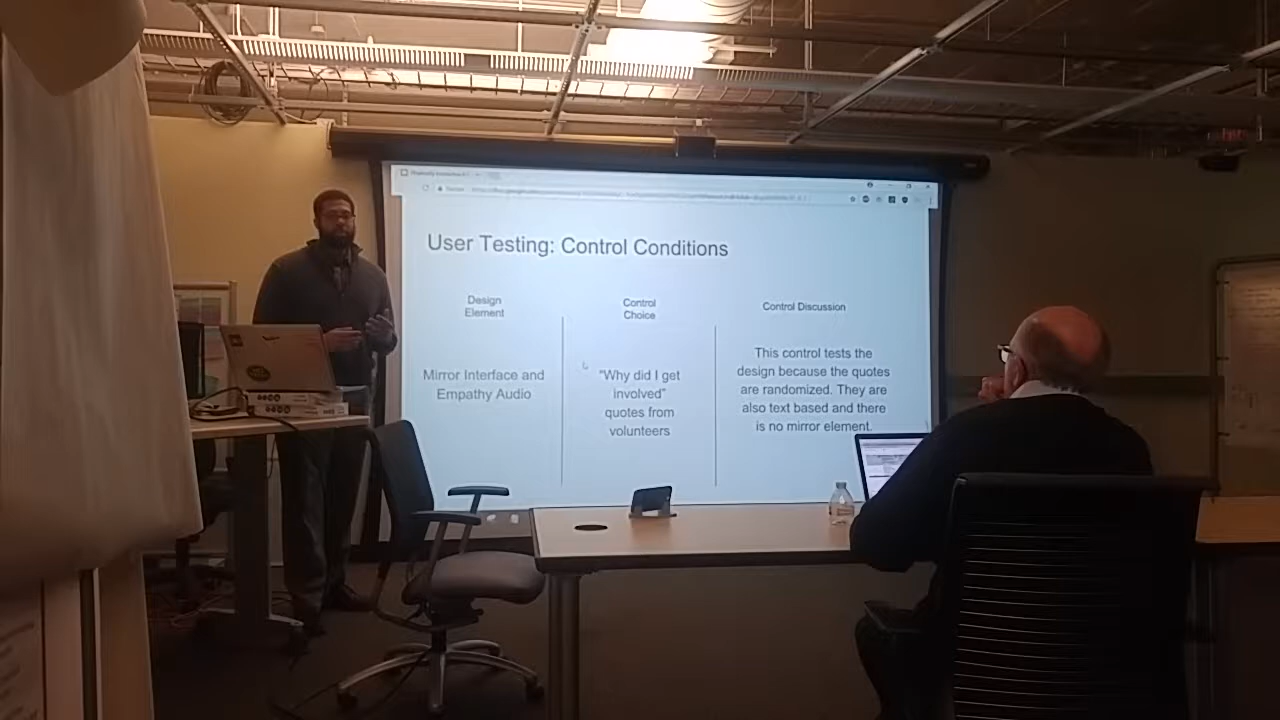 User Testing: Control Conditions
Design
Element
Control
Choice
Control Discussion
Mirror Interface and
Empathy Audio
"Why did I get
involved"
quotes from
volunteers
This control tests the
design because the quotes
are randomized. They are
also text based and there
is no mirror element.